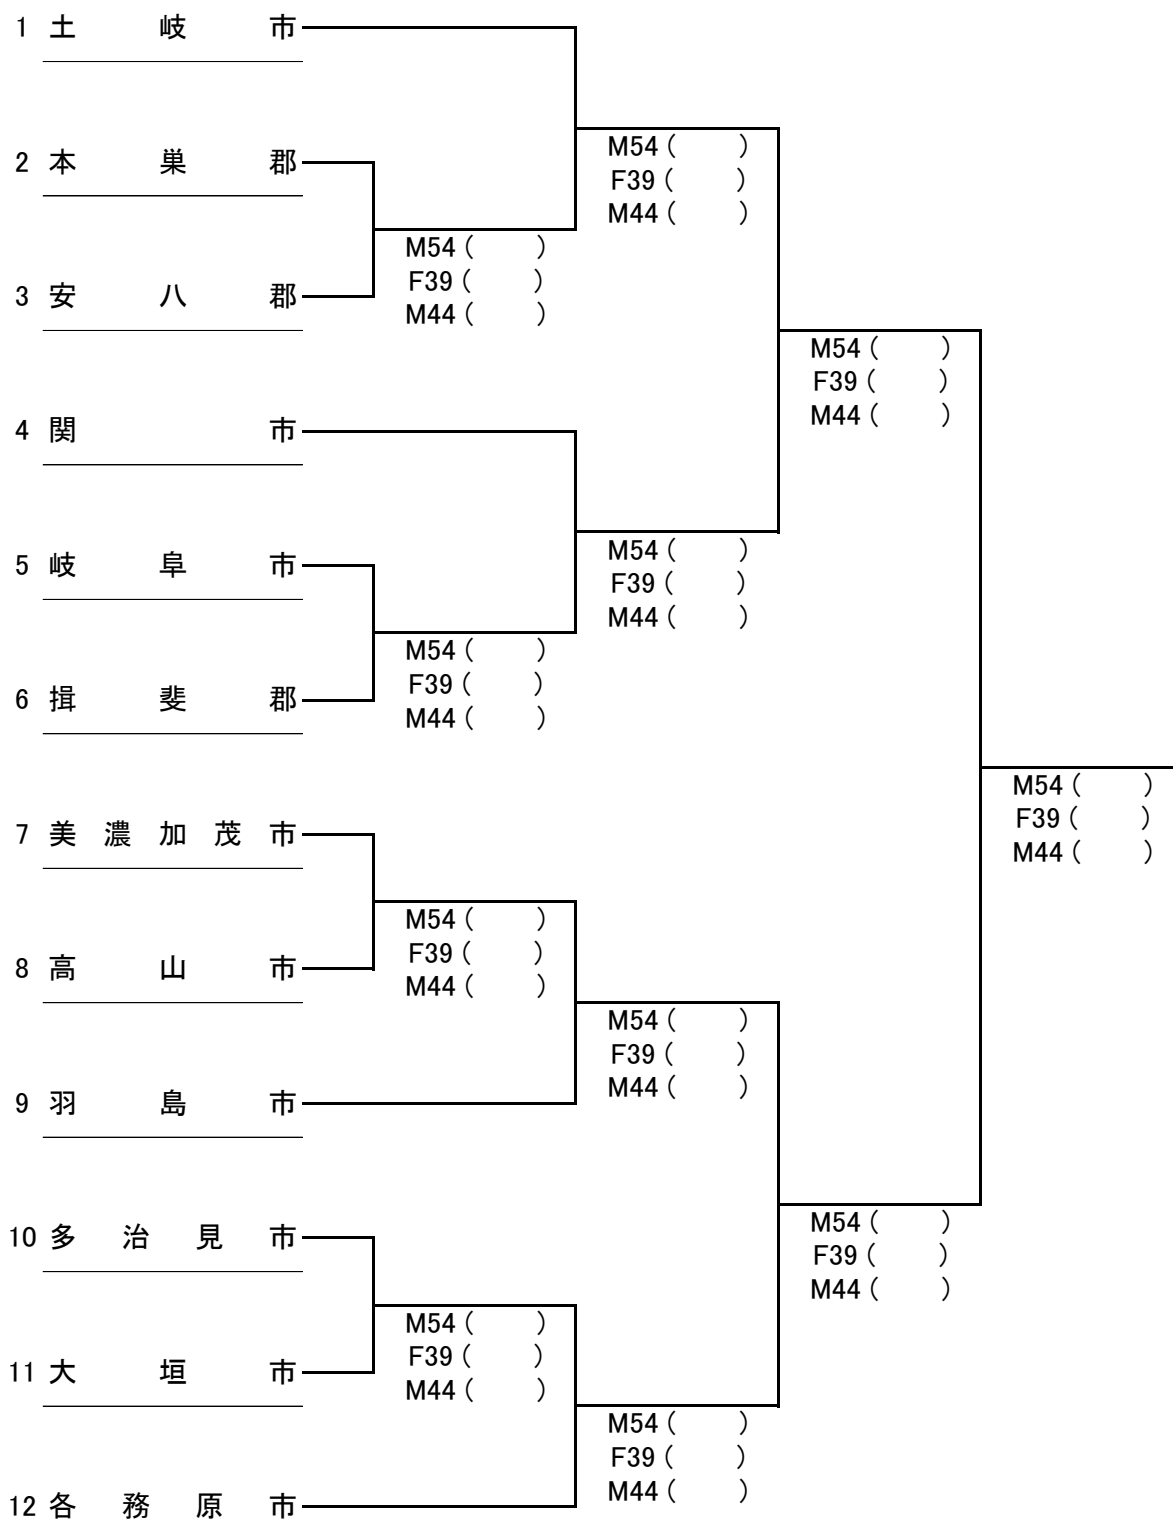 1 土岐市
M54 (　　)
F39 (　　)
M44 (　　)
2 本巣郡
M54 (　　)
F39 (　　)
M44 (　　)
3 安八郡
M54 (　　)
F39 (　　)
M44 (　　)
4 関市
M54 (　　)
F39 (　　)
M44 (　　)
5 岐阜市
M54 (　　)
F39 (　　)
M44 (　　)
6 揖斐郡
M54 (　　)
F39 (　　)
M44 (　　)
7 美濃加茂市
M54 (　　)
F39 (　　)
M44 (　　)
8 高山市
M54 (　　)
F39 (　　)
M44 (　　)
9 羽島市
10 多治見市
M54 (　　)
F39 (　　)
M44 (　　)
11 大垣市
M54 (　　)
F39 (　　)
M44 (　　)
M54 (　　)
F39 (　　)
M44 (　　)
12 各務原市